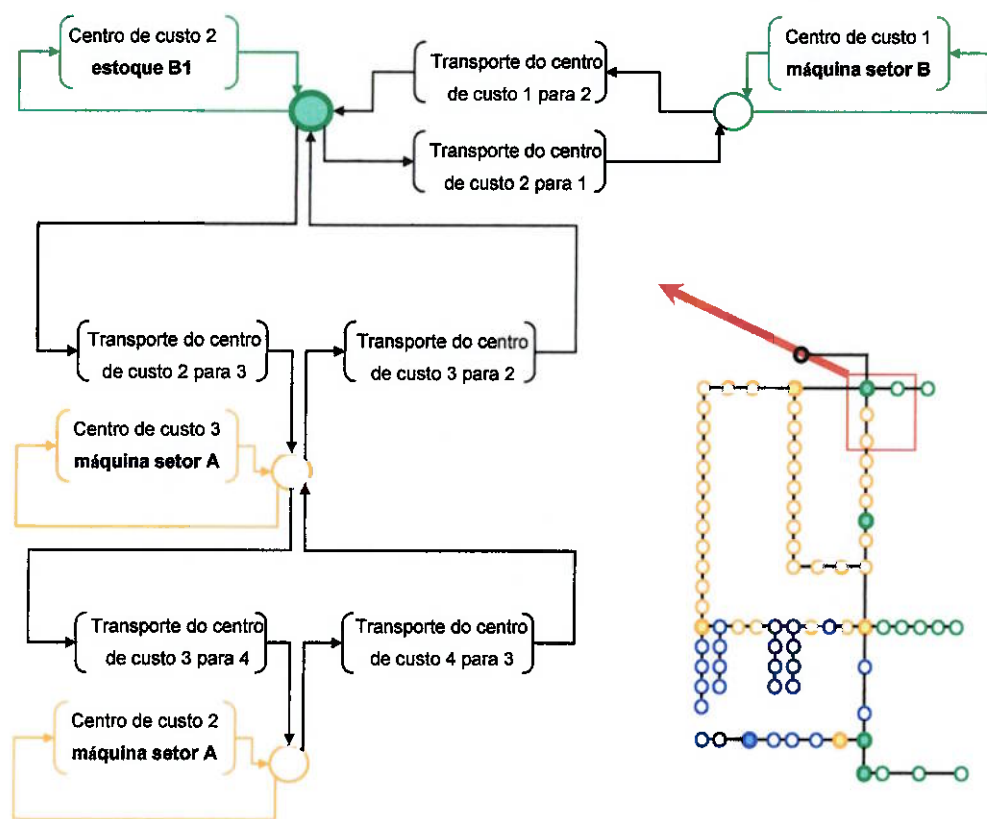 Centro de custo 2
estoque B1
Transporte do centro
de custo 1 para 2
Centro de custo 1
máquina setor B
Transporte do centro
de custo 2 para 1
Transporte do centro
de custo 2 para 3
Transporte do centro
de custo 3 para 2
Centro de custo 3
máquina setor A
Transporte do centro
de custo 3 para 4
Transporte do centro
de custo 4 para 3
Centro de custo 2
máquina setor A